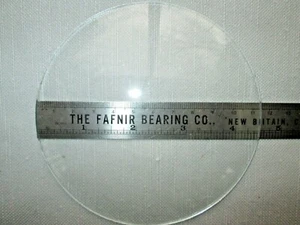 THE FAFNIR BEARING CO., NEW BRITAIN,
1 2 3 4 5